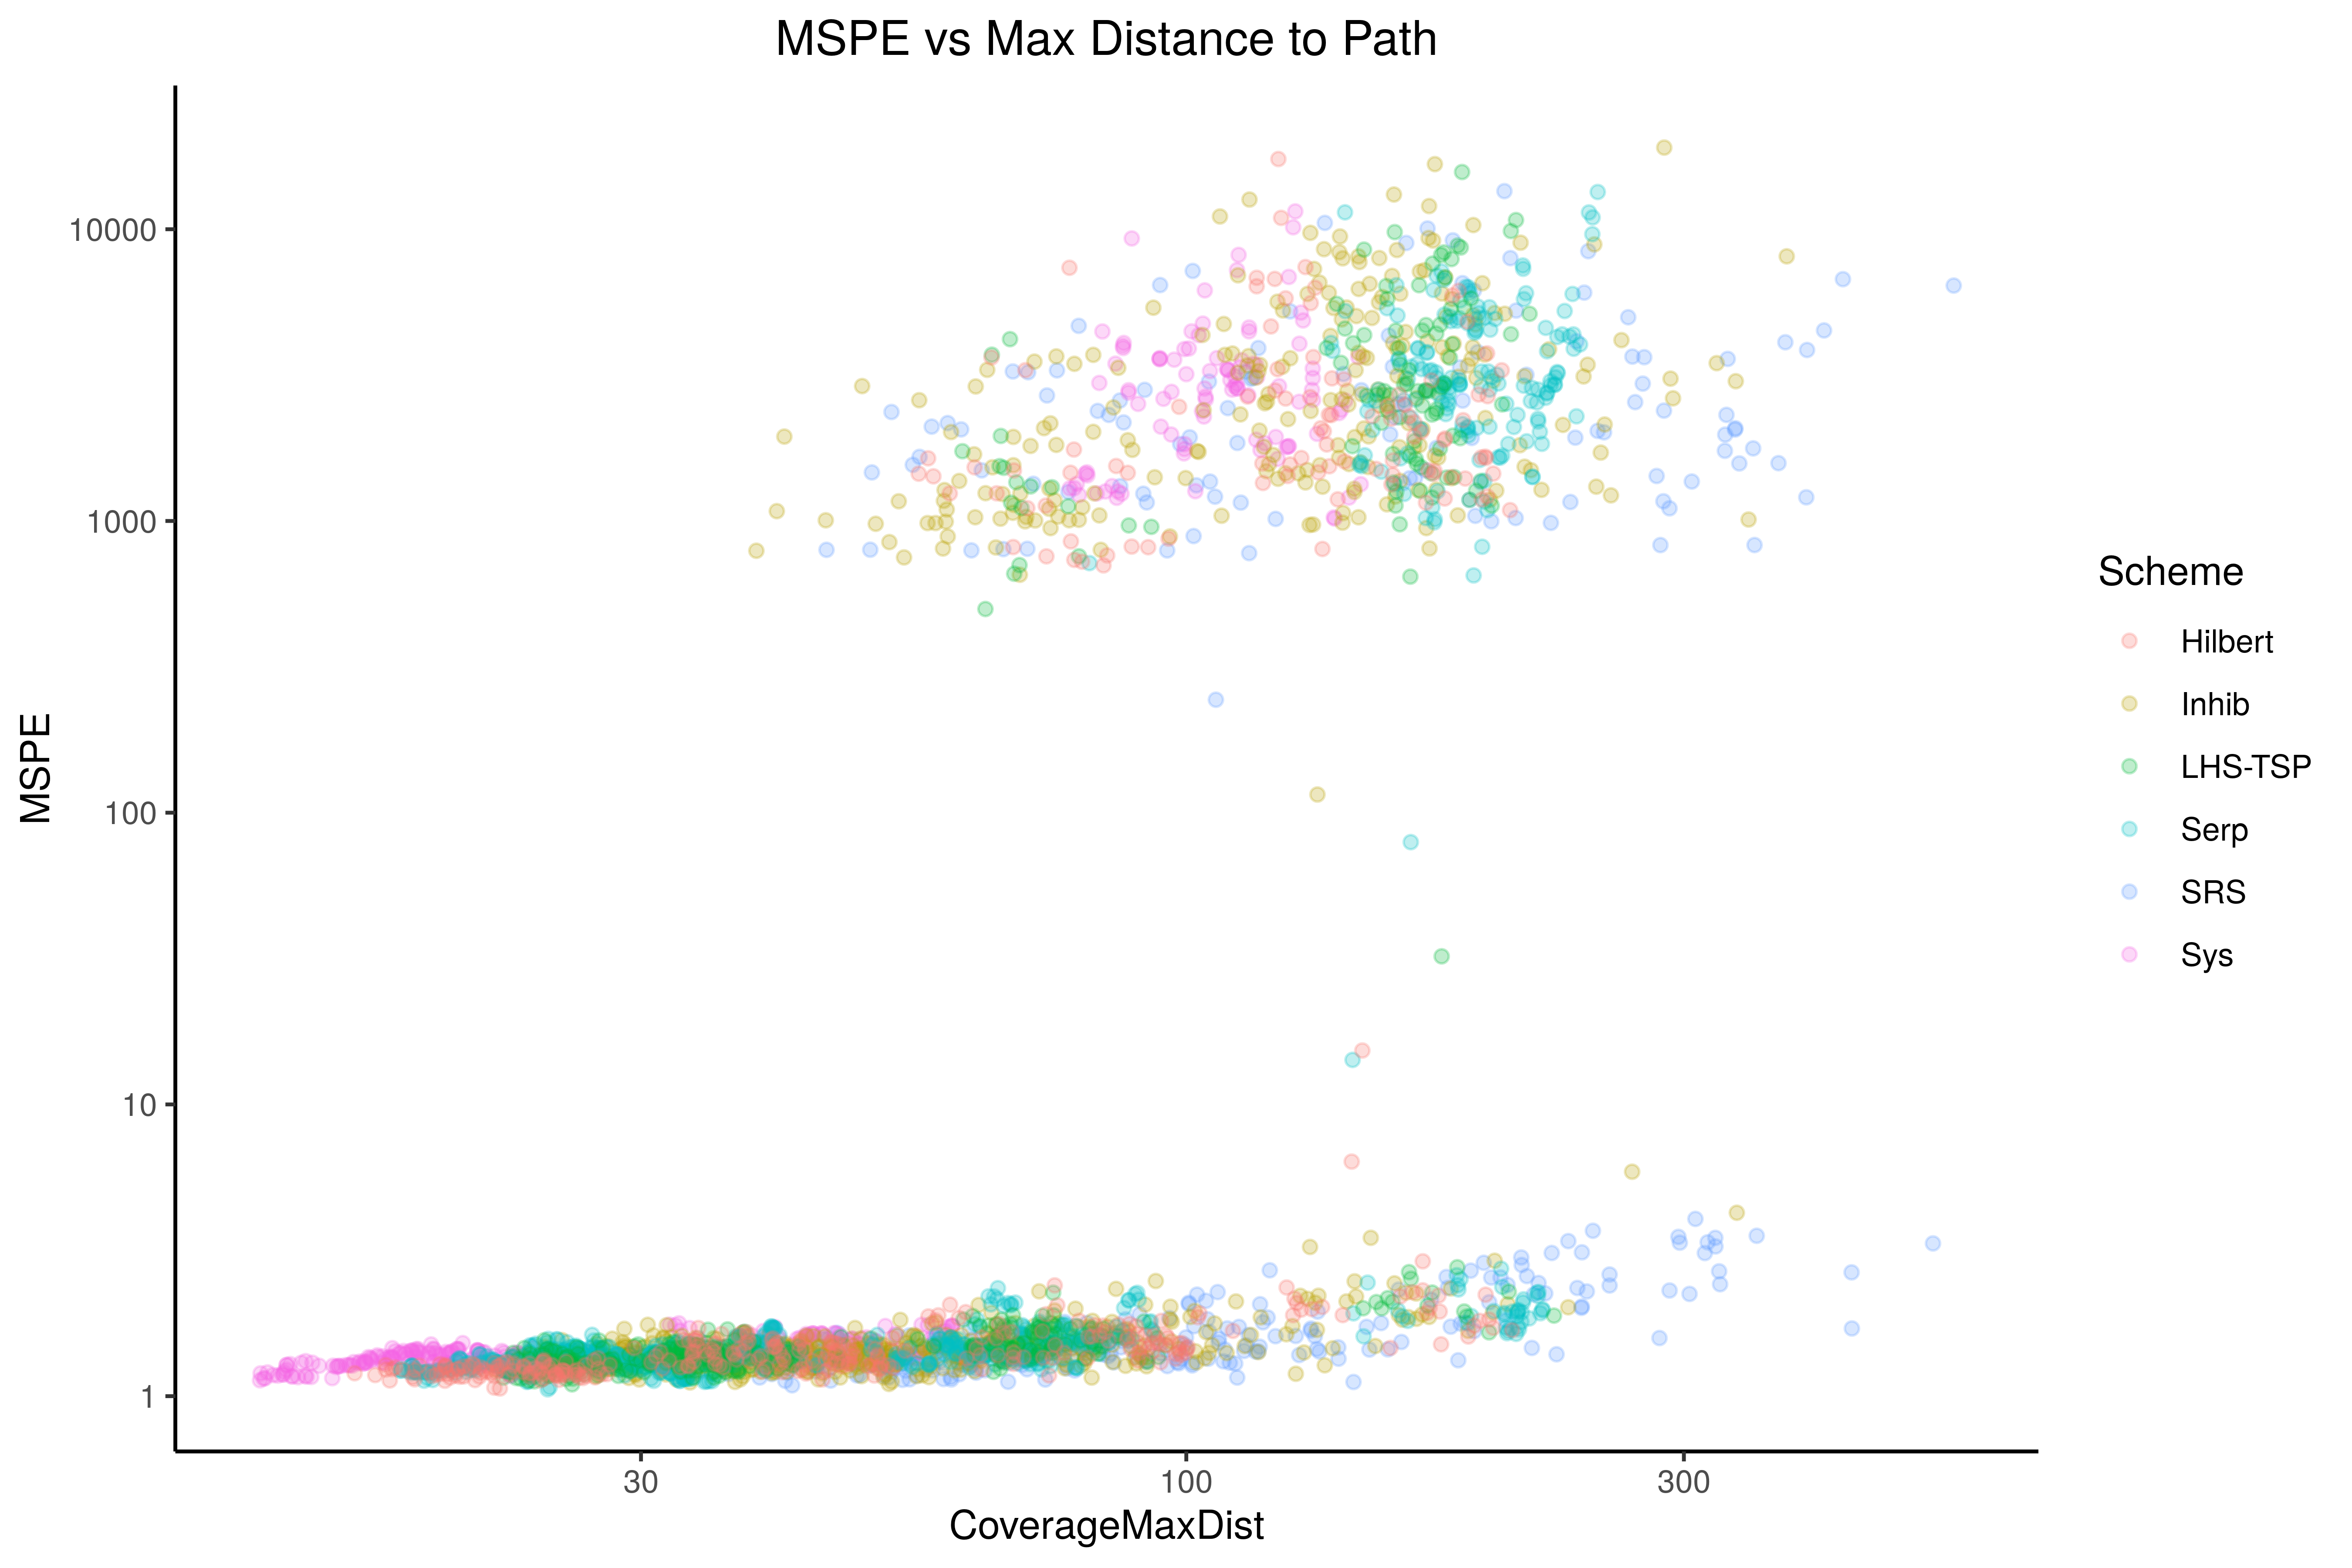 MSPE vs Max Distance to Path
MSPE
10000
1000
100
10
1
30
100
300
CoverageMaxDist
Scheme
Hilbert
Inhib
LHS-TSP
Serp
SRS
Sys